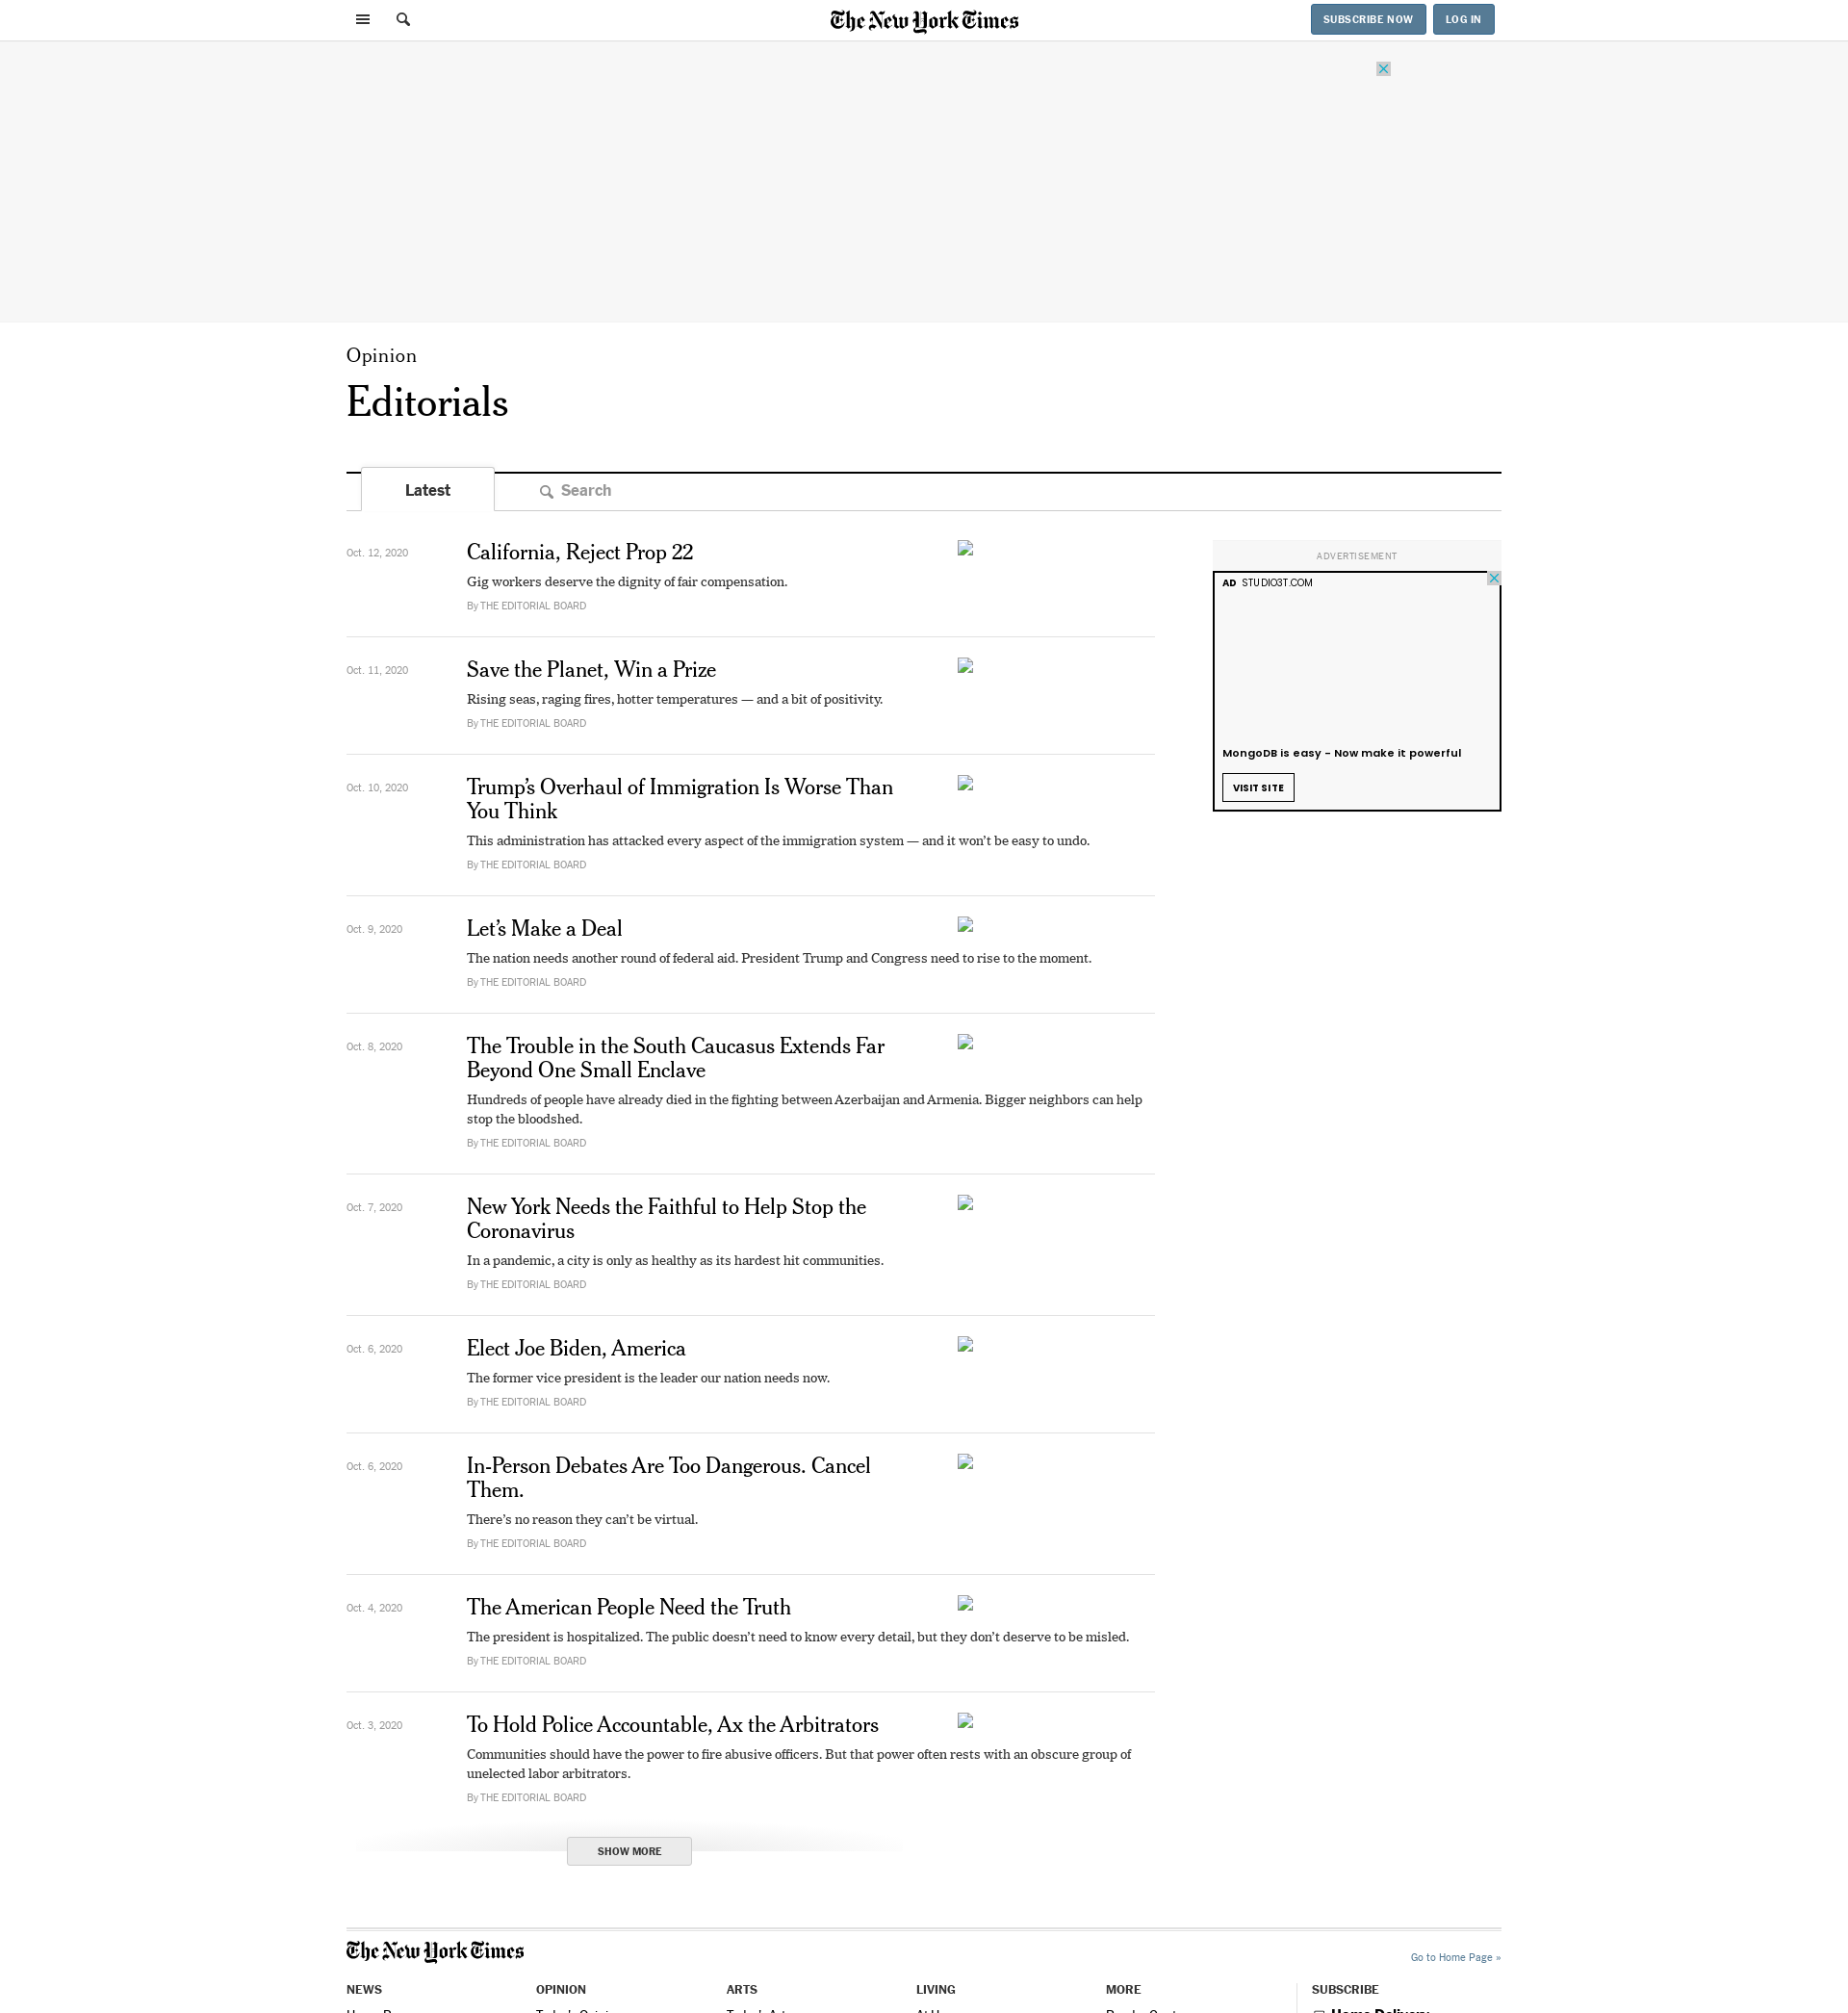 The New York Times
SUBSCRIBE NOW
LOG IN
Opinion
Editorials
Latest
Search
Oct. 12, 2020
California, Reject Prop 22
Gig workers deserve the dignity of fair compensation.
By THE EDITORIAL BOARD
ADVERTISEMENT
AD STUDIO3T.COM
MongoDB is easy - Now make it powerful
VISIT SITE
Oct. 11, 2020
Save the Planet, Win a Prize
Rising seas, raging fires, hotter temperatures — and a bit of positivity.
By THE EDITORIAL BOARD
Oct. 10, 2020
Trump’s Overhaul of Immigration Is Worse Than
You Think
This administration has attacked every aspect of the immigration system — and it won’t be easy to undo.
By THE EDITORIAL BOARD
Oct. 9, 2020
Let’s Make a Deal
The nation needs another round of federal aid. President Trump and Congress need to rise to the moment.
By THE EDITORIAL BOARD
Oct. 8, 2020
The Trouble in the South Caucasus Extends Far
Beyond One Small Enclave
Hundreds of people have already died in the fighting between Azerbaijan and Armenia. Bigger neighbors can help
stop the bloodshed.
By THE EDITORIAL BOARD
Oct. 7, 2020
New York Needs the Faithful to Help Stop the
Coronavirus
In a pandemic, a city is only as healthy as its hardest hit communities.
By THE EDITORIAL BOARD
Oct. 6, 2020
Elect Joe Biden, America
The former vice president is the leader our nation needs now.
By THE EDITORIAL BOARD
Oct. 6, 2020
In-Person Debates Are Too Dangerous. Cancel
Them.
There’s no reason they can’t be virtual.
By THE EDITORIAL BOARD
Oct. 4, 2020
The American People Need the Truth
The president is hospitalized. The public doesn’t need to know every detail, but they don’t deserve to be misled.
By THE EDITORIAL BOARD
Oct. 3, 2020
To Hold Police Accountable, Ax the Arbitrators
Communities should have the power to fire abusive officers. But that power often rests with an obscure group of
unelected labor arbitrators.
By THE EDITORIAL BOARD
SHOW MORE
The New York Times
Go to Home Page »
NEWS
OPINION
ARTS
LIVING
MORE
SUBSCRIBE
Home Delivery